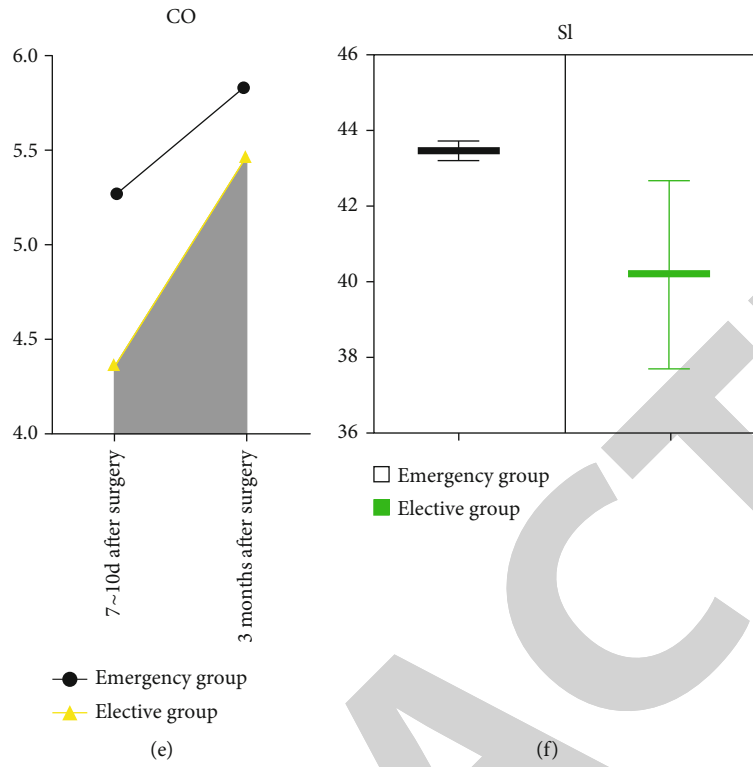 CO
6.0
5.5
5.0
4.5
4.0
7~10d after surgery
3 months after surgery
Emergency group
Elective group
(e)
Sl
46
44
42
40
38
36
Emergency group
Elective group
(f)
ACT